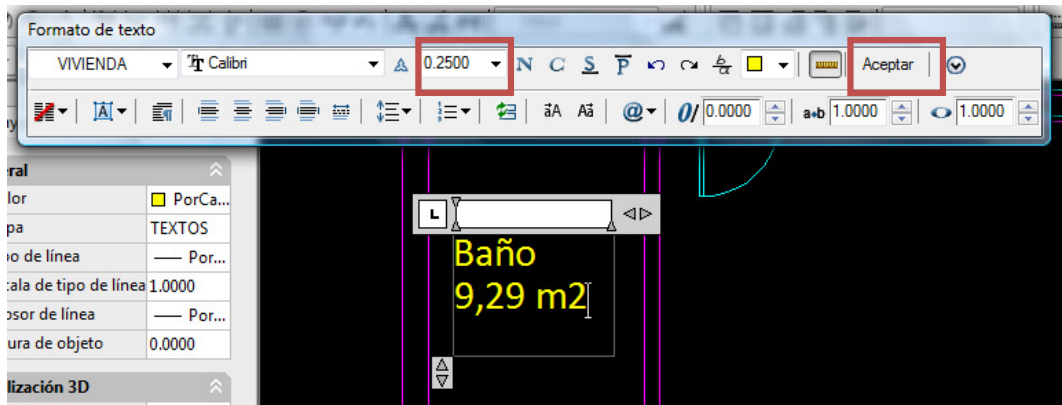 Formato de texto
VIVIENDA Calibri 0.2500 N C S P Aceptar
0.0000 a•b 1.0000 1.0000
ral
lor PorCa...
pa TEXTOS
o de línea Por...
ala de tipo de línea 1.0000
osor de línea Por...
ura de objeto 0.0000
lización 3D
L
Baño
9,29 m2